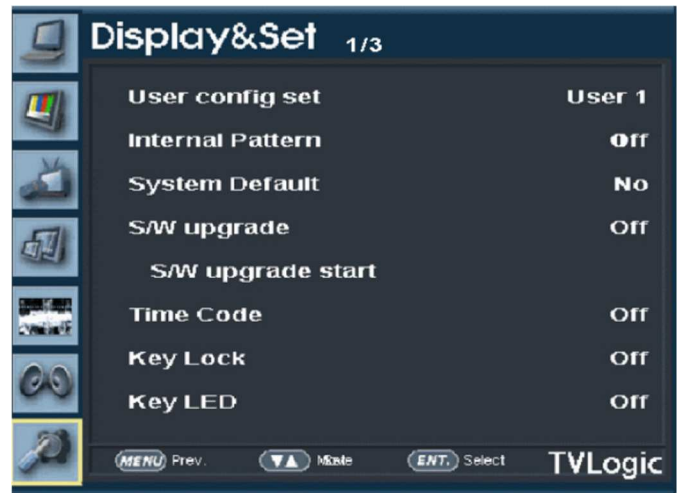 Display&Set 1/3
User config set User 1
Internal Pattern Off
System Default No
S/W upgrade Off
S/W upgrade start
Time Code Off
Key Lock Off
Key LED Off
MENU Prev. ▼▲ ENT. Select TVLogic